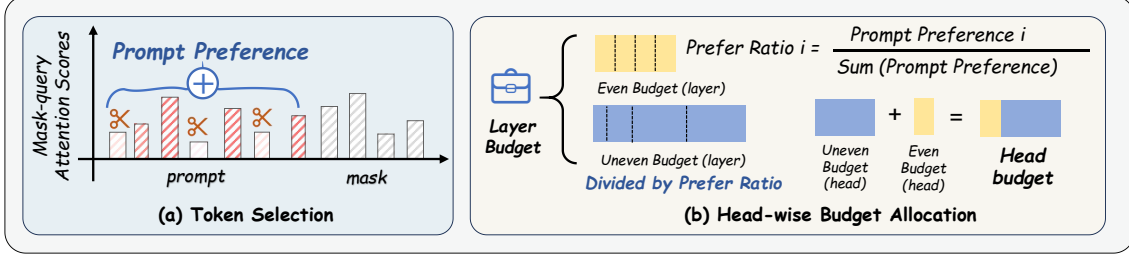 Mask-query
Attention Scores
Prompt Preference
prompt
mask
(a) Token Selection
Layer
Budget
Even Budget (layer)
Uneven Budget (layer)
Divided by Prefer Ratio
Prefer Ratio i =
Prompt Preference i
Sum (Prompt Preference)
+
=
Uneven
Budget
(head)
Even
Budget
(head)
Head
budget
(b) Head-wise Budget Allocation